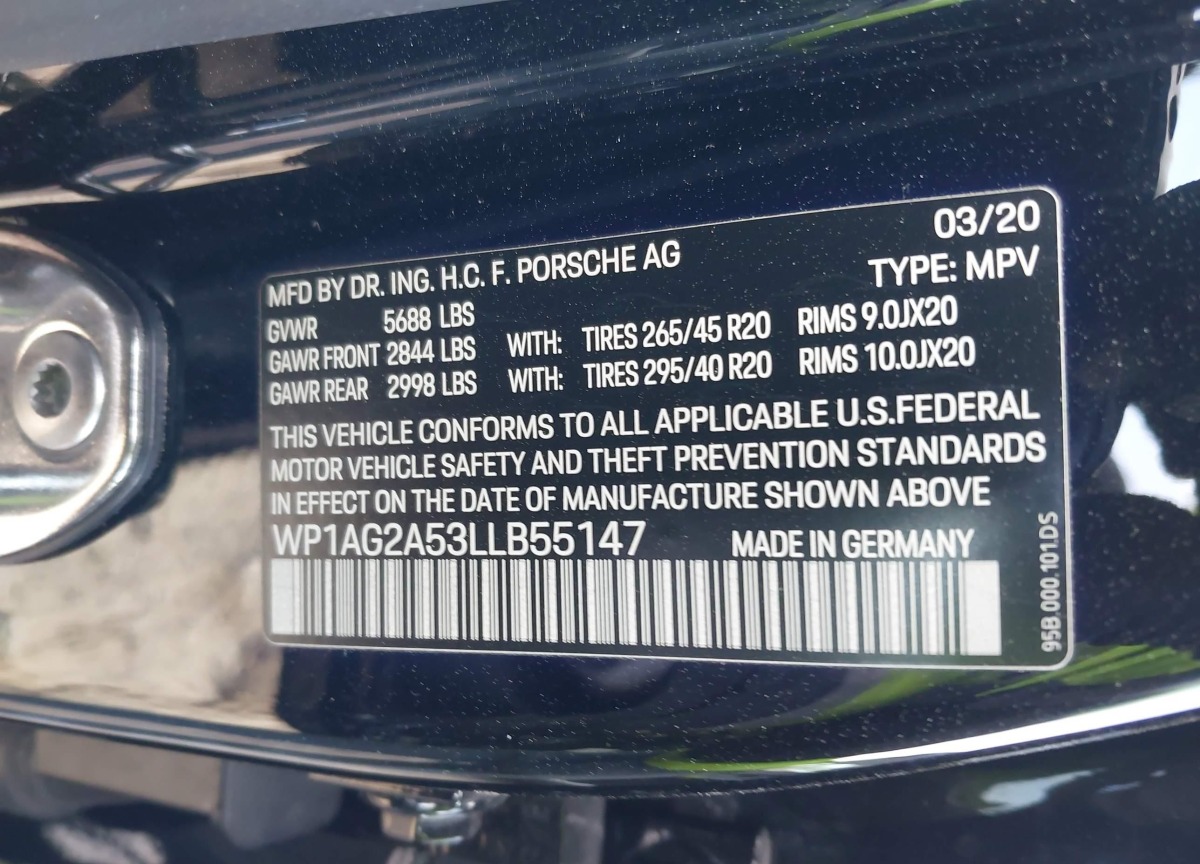 03/20
MFD BY DR. ING. H.C. F. PORSCHE AG TYPE: MPV
GVWR 5688 LBS
GAWR FRONT 2844 LBS WITH: TIRES 265/45 R20 RIMS 9.0JX20
GAWR REAR 2998 LBS WITH: TIRES 295/40 R20 RIMS 10.0JX20
THIS VEHICLE CONFORMS TO ALL APPLICABLE U.S.FEDERAL
MOTOR VEHICLE SAFETY AND THEFT PREVENTION STANDARDS
IN EFFECT ON THE DATE OF MANUFACTURE SHOWN ABOVE
WP1AG2A53LLB55147 MADE IN GERMANY
95B.000.101.DS